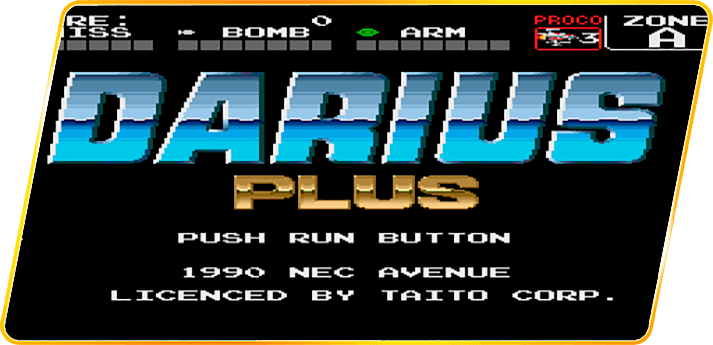 RE: 0 PROCO ZONE
ISS BOMB ARM 3 A
DARIUS
PLUS
PUSH RUN BUTTON
1990 NEC AVENUE
LICENCED BY TAITO CORP.